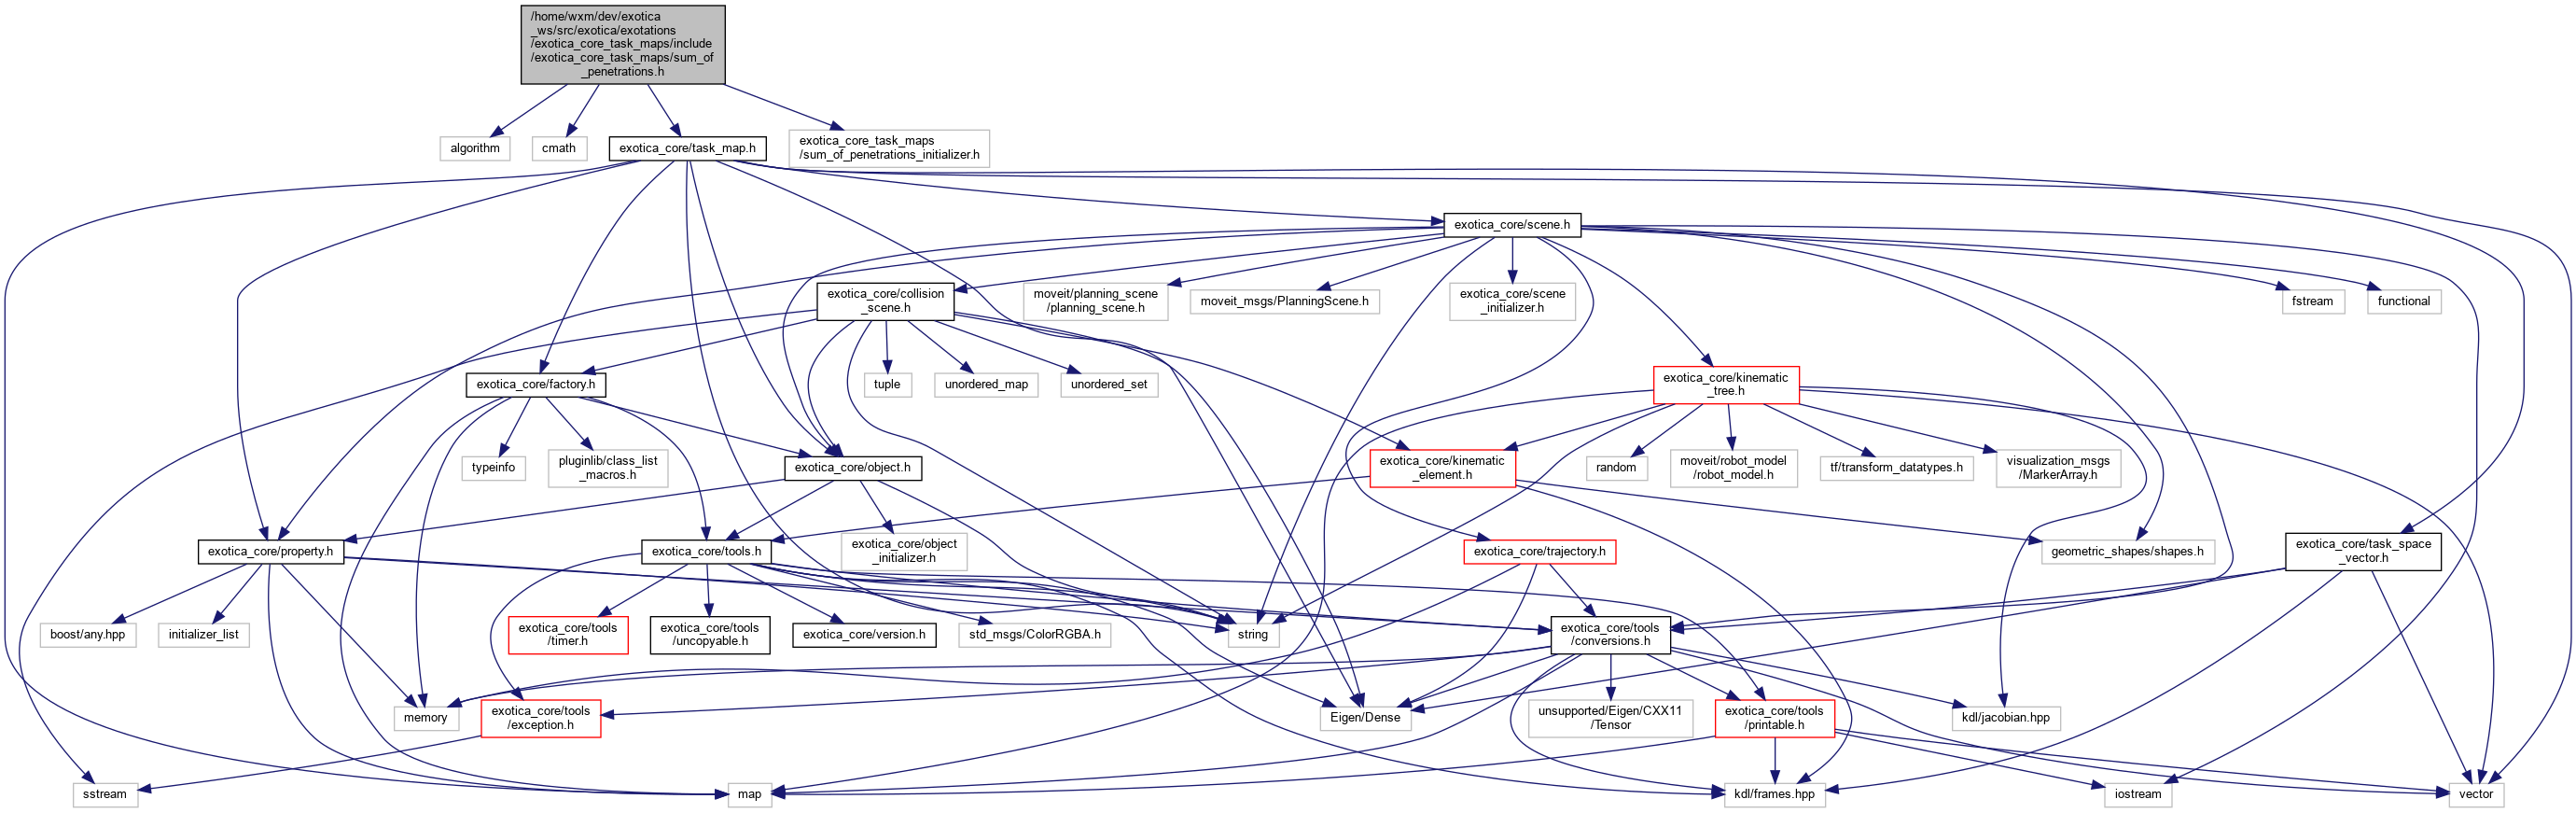 /home/wxm/dev/exotica
_ws/src/exotica/exotations
/exotica_core_task_maps/include
/exotica_core_task_maps/sum_of
_penetrations.h
algorithm
cmath
exotica_core/task_map.h
exotica_core_task_maps
/sum_of_penetrations_initializer.h
exotica_core/scene.h
exotica_core/collision
_scene.h
moveit/planning_scene
/planning_scene.h
moveit_msgs/PlanningScene.h
exotica_core/scene
_initializer.h
fstream
functional
exotica_core/factory.h
tuple
unordered_map
unordered_set
exotica_core/kinematic
_tree.h
typeinfo
pluginlib/class_list
_macros.h
exotica_core/object.h
exotica_core/kinematic
_element.h
random
moveit/robot_model
/robot_model.h
tf/transform_datatypes.h
visualization_msgs
/MarkerArray.h
exotica_core/property.h
exotica_core/tools.h
exotica_core/object
_initializer.h
exotica_core/trajectory.h
geometric_shapes/shapes.h
exotica_core/task_space
_vector.h
boost/any.hpp
initializer_list
exotica_core/tools
/timer.h
exotica_core/tools
/uncopyable.h
exotica_core/version.h
std_msgs/ColorRGBA.h
string
exotica_core/tools
/conversions.h
memory
exotica_core/tools
/exception.h
Eigen/Dense
unsupported/Eigen/CXX11
/Tensor
exotica_core/tools
/printable.h
kdl/jacobian.hpp
sstream
map
kdl/frames.hpp
iostream
vector